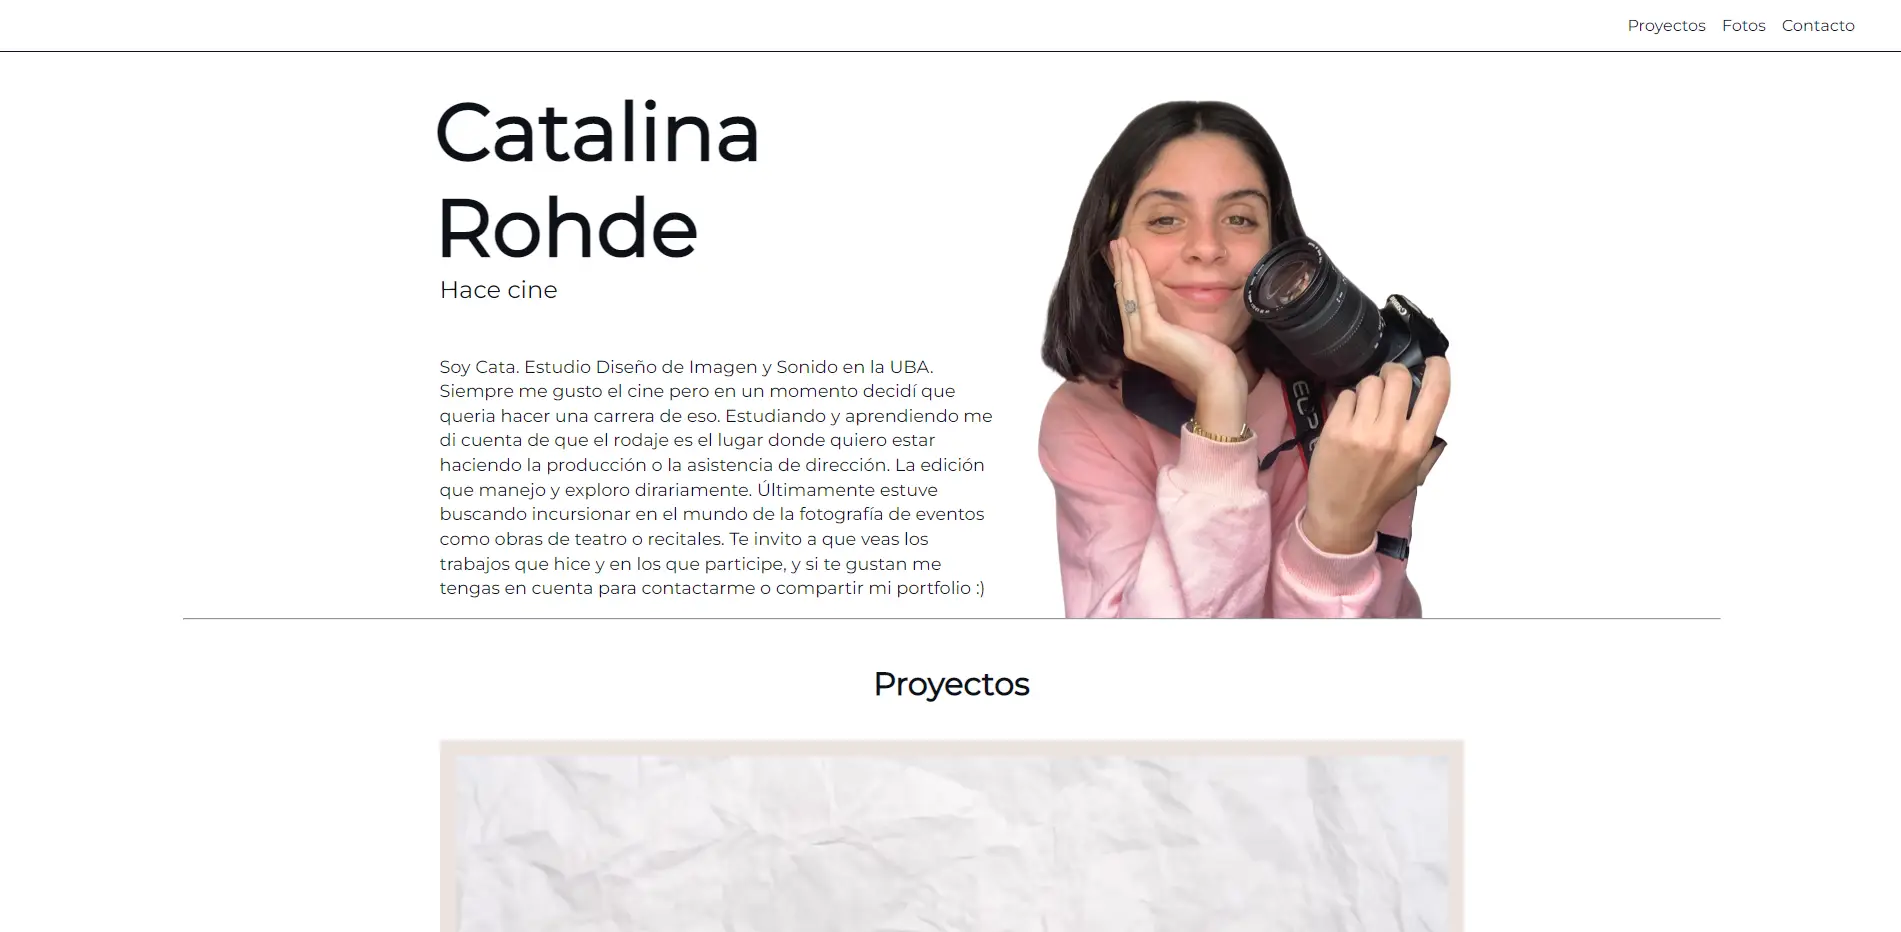 Proyectos Fotos Contacto
Catalina
Rohde
Hace cine
Soy Cata. Estudio Diseño de Imagen y Sonido en la UBA.
Siempre me gusto el cine pero en un momento decidí que
queria hacer una carrera de eso. Estudiando y aprendiendo me
di cuenta de que el rodaje es el lugar donde quiero estar
haciendo la producción o la asistencia de dirección. La edición
que manejo y exploro dirariamente. Últimamente estuve
buscando incursionar en el mundo de la fotografía de eventos
como obras de teatro o recitales. Te invito a que veas los
trabajos que hice y en los que participe, y si te gustan me
tengas en cuenta para contactarme o compartir mi portfolio :)
Proyectos